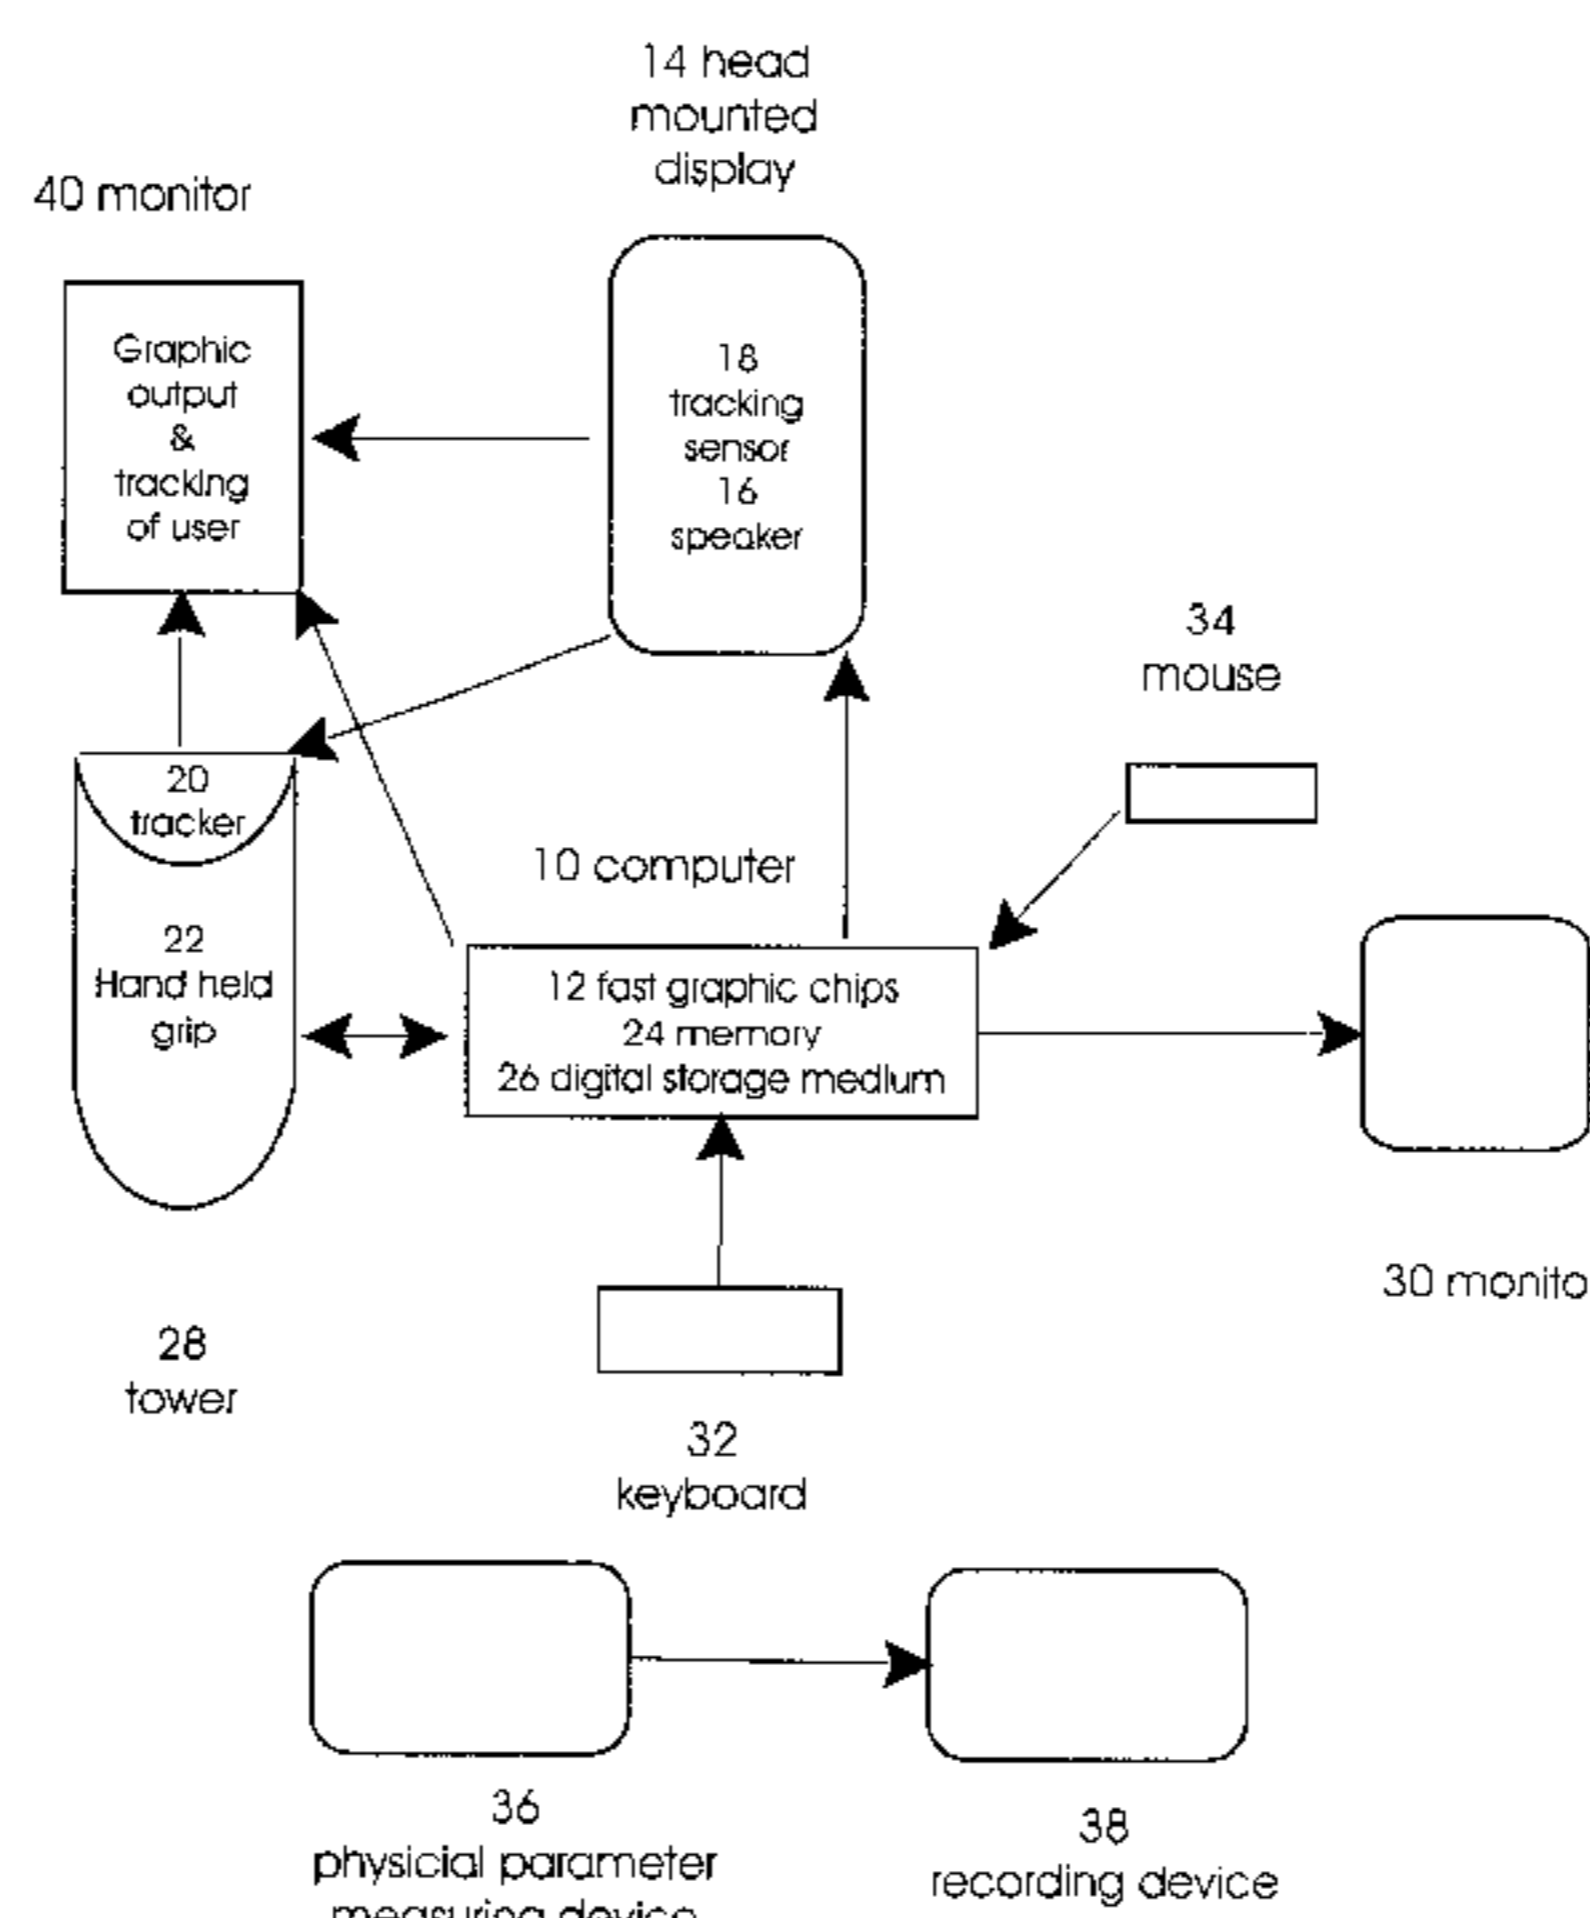 14 head
mounted
display
40 monitor
Graphic
output
&
tracking
of user
18
tracking
sensor
16
speaker
34
mouse
20
tracker
10 computer
22
Hand held
grip
12 fast graphic chips
24 memory
26 digital storage medium
30 monito
28
tower
32
keyboard
36
physicial parameter
measuring device
38
recording device